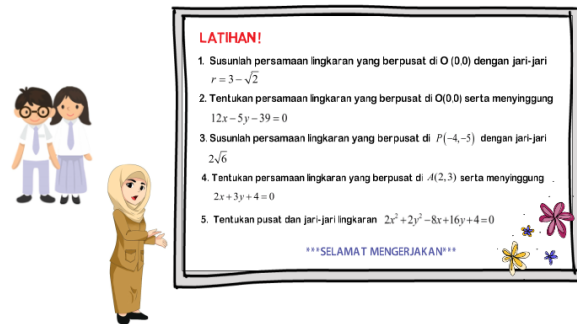 LATIHAN!
1. Susunlah persamaan lingkaran yang berpusat di O (0,0) dengan jari-jari
r = 3 − √2
2. Tentukan persamaan lingkaran yang berpusat di O(0,0) serta menyinggung
12x − 5y − 39 = 0
3. Susunlah persamaan lingkaran yang berpusat di P(−4,−5) dengan jari-jari
2√6
4. Tentukan persamaan lingkaran yang berpusat di A(2,3) serta menyinggung
2x + 3y + 4 = 0
5. Tentukan pusat dan jari-jari lingkaran 2x² + 2y² − 8x + 16y + 4 = 0
***SELAMAT MENGERJAKAN***